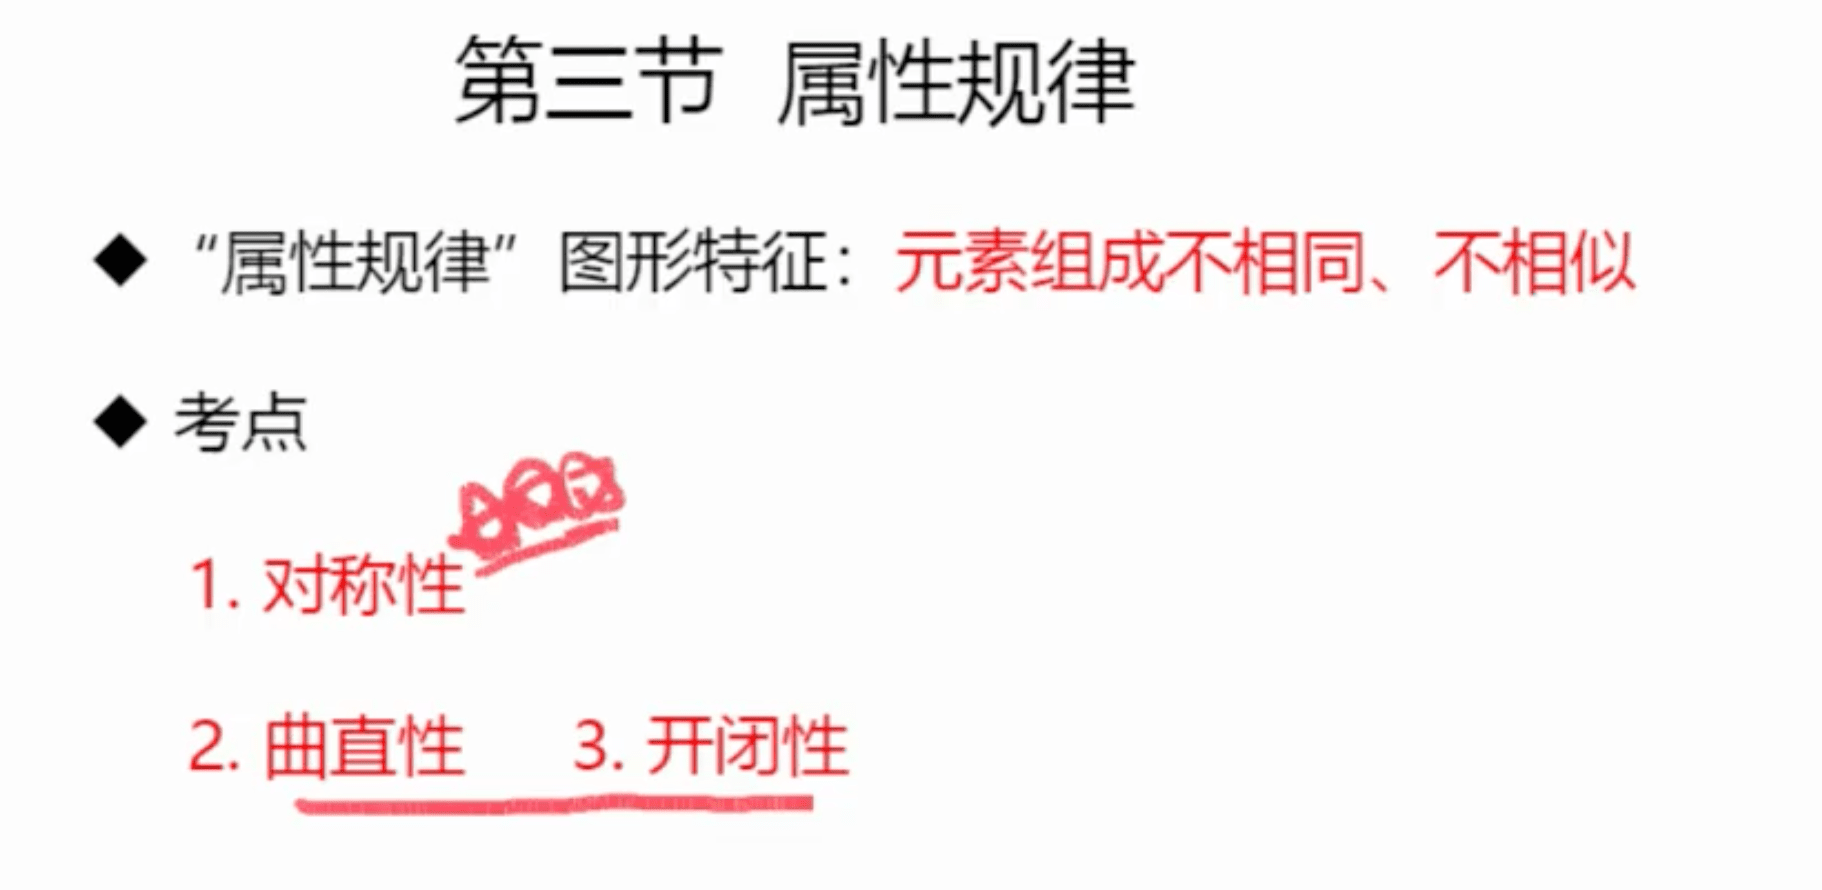 第三节 属性规律
◆ “属性规律” 图形特征：元素组成不相同、不相似
◆ 考点
1. 对称性
2. 曲直性 3. 开闭性